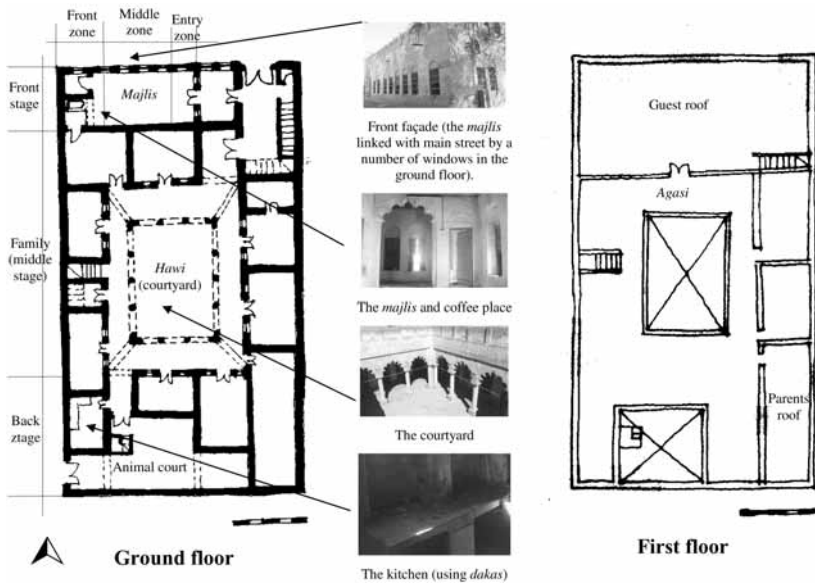 Front
zone
Middle
zone
Entry
zone
Front
stage
Majlis
Family
(middle
stage)
Hawi
(courtyard)
Back
ztage
Animal court
Ground floor
Front façade (the majlis
linked with main street by a
number of windows in the
ground floor).
The majlis and coffee place
The courtyard
The kitchen (using dakas)
Guest roof
Agasi
Parents
roof
First floor